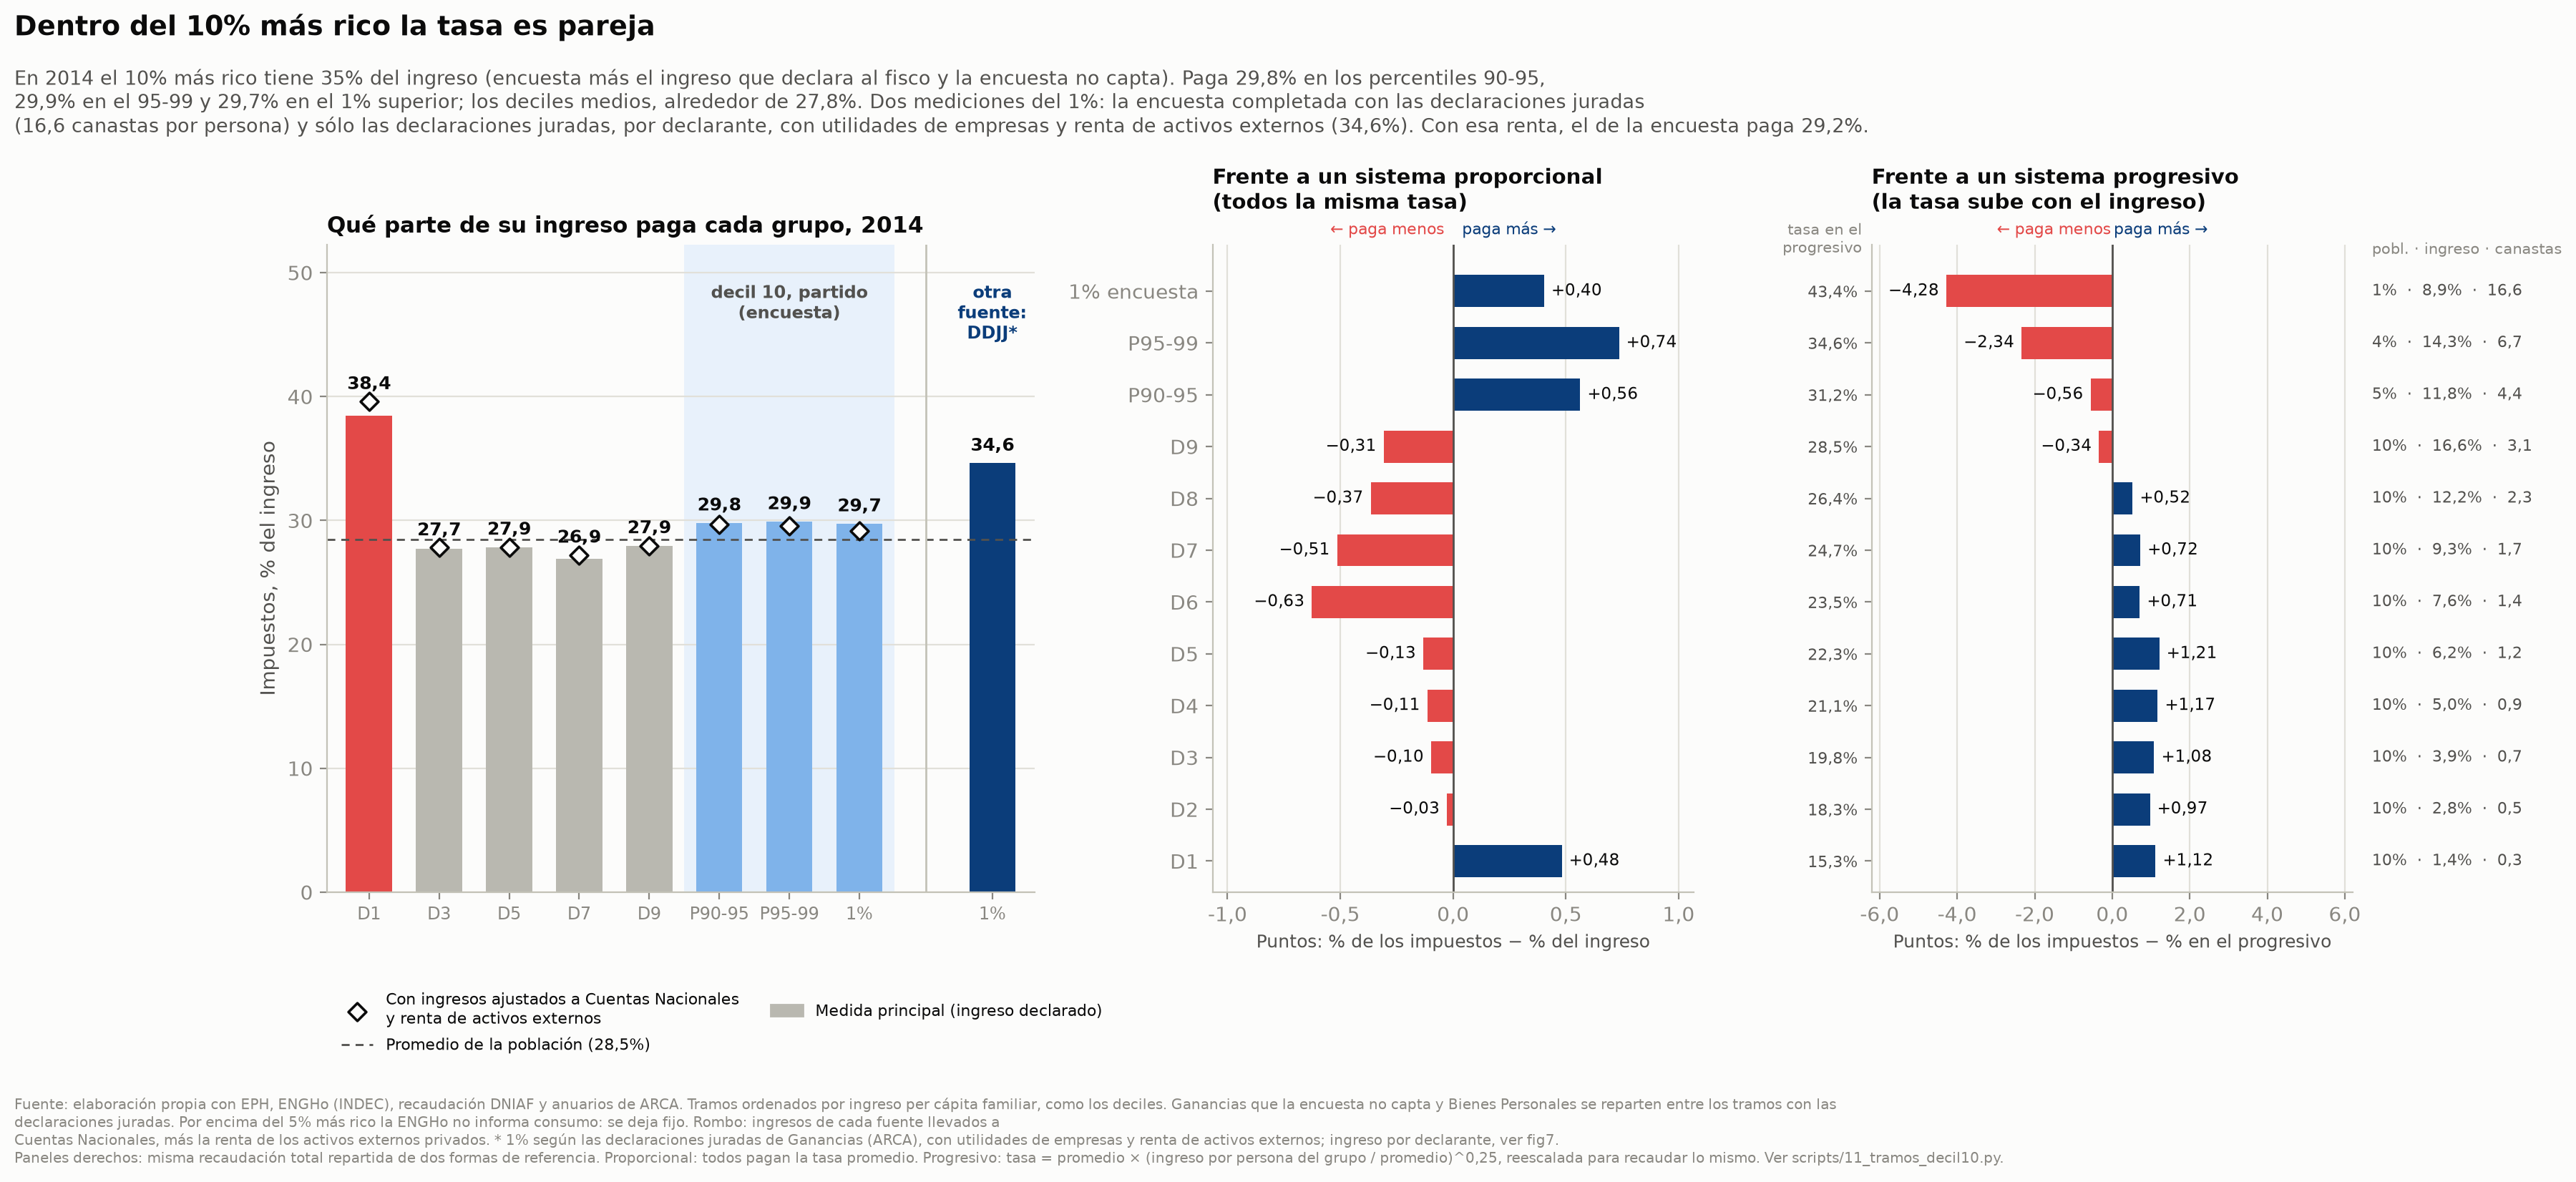 Dentro del 10% más rico la tasa es pareja
En 2014 el 10% más rico tiene 35% del ingreso (encuesta más el ingreso que declara al fisco y la encuesta no capta). Paga 29,8% en los percentiles 90-95,
29,9% en el 95-99 y 29,7% en el 1% superior; los deciles medios, alrededor de 27,8%. Dos mediciones del 1%: la encuesta completada con las declaraciones juradas
(16,6 canastas por persona) y sólo las declaraciones juradas, por declarante, con utilidades de empresas y renta de activos externos (34,6%). Con esa renta, el de la encuesta paga 29,2%.
Qué parte de su ingreso paga cada grupo, 2014
Impuestos, % del ingreso
50
40
30
20
10
0
decil 10, partido
(encuesta)
otra
fuente:
DDJJ*
38,4
27,7
27,9
26,9
27,9
29,8
29,9
29,7
34,6
D1
D3
D5
D7
D9
P90-95
P95-99
1%
1%
Con ingresos ajustados a Cuentas Nacionales
y renta de activos externos
Promedio de la población (28,5%)
Medida principal (ingreso declarado)
Frente a un sistema proporcional
(todos la misma tasa)
← paga menos paga más →
1% encuesta +0,40
P95-99 +0,74
P90-95 +0,56
D9 −0,31
D8 −0,37
D7 −0,51
D6 −0,63
D5 −0,13
D4 −0,11
D3 −0,10
D2 −0,03
D1 +0,48
-1,0 -0,5 0,0 0,5 1,0
Puntos: % de los impuestos − % del ingreso
Frente a un sistema progresivo
(la tasa sube con el ingreso)
tasa en el
progresivo
← paga menos paga más →
pobl. · ingreso · canastas
43,4% −4,28 1% · 8,9% · 16,6
34,6% −2,34 4% · 14,3% · 6,7
31,2% −0,56 5% · 11,8% · 4,4
28,5% −0,34 10% · 16,6% · 3,1
26,4% +0,52 10% · 12,2% · 2,3
24,7% +0,72 10% · 9,3% · 1,7
23,5% +0,71 10% · 7,6% · 1,4
22,3% +1,21 10% · 6,2% · 1,2
21,1% +1,17 10% · 5,0% · 0,9
19,8% +1,08 10% · 3,9% · 0,7
18,3% +0,97 10% · 2,8% · 0,5
15,3% +1,12 10% · 1,4% · 0,3
-6,0 -4,0 -2,0 0,0 2,0 4,0 6,0
Puntos: % de los impuestos − % en el progresivo
Fuente: elaboración propia con EPH, ENGHo (INDEC), recaudación DNIAF y anuarios de ARCA. Tramos ordenados por ingreso per cápita familiar, como los deciles. Ganancias que la encuesta no capta y Bienes Personales se reparten entre los tramos con las
declaraciones juradas. Por encima del 5% más rico la ENGHo no informa consumo: se deja fijo. Rombo: ingresos de cada fuente llevados a
Cuentas Nacionales, más la renta de los activos externos privados. * 1% según las declaraciones juradas de Ganancias (ARCA), con utilidades de empresas y renta de activos externos; ingreso por declarante, ver fig7.
Paneles derechos: misma recaudación total repartida de dos formas de referencia. Proporcional: todos pagan la tasa promedio. Progresivo: tasa = promedio × (ingreso por persona del grupo / promedio)^0,25, reescalada para recaudar lo mismo. Ver scripts/11_tramos_decil10.py.